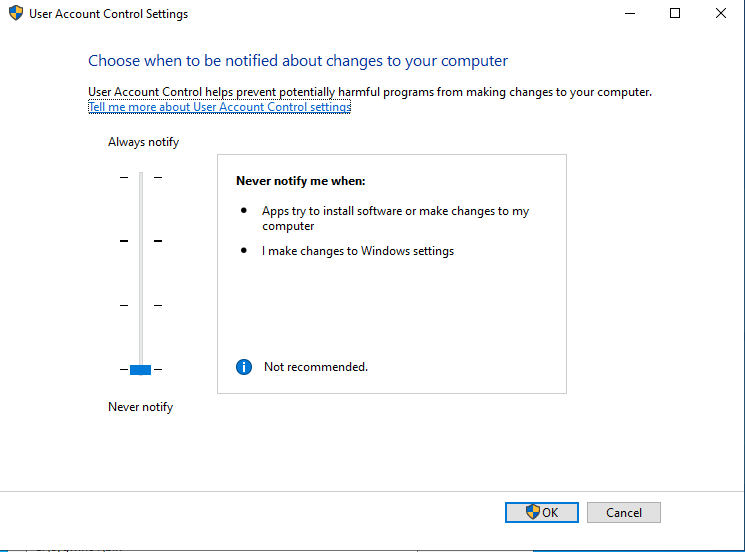 User Account Control Settings
Choose when to be notified about changes to your computer
User Account Control helps prevent potentially harmful programs from making changes to your computer.
Tell me more about User Account Control settings
Always notify
Never notify me when:
Apps try to install software or make changes to my
computer
I make changes to Windows settings
Not recommended.
Never notify
OK
Cancel